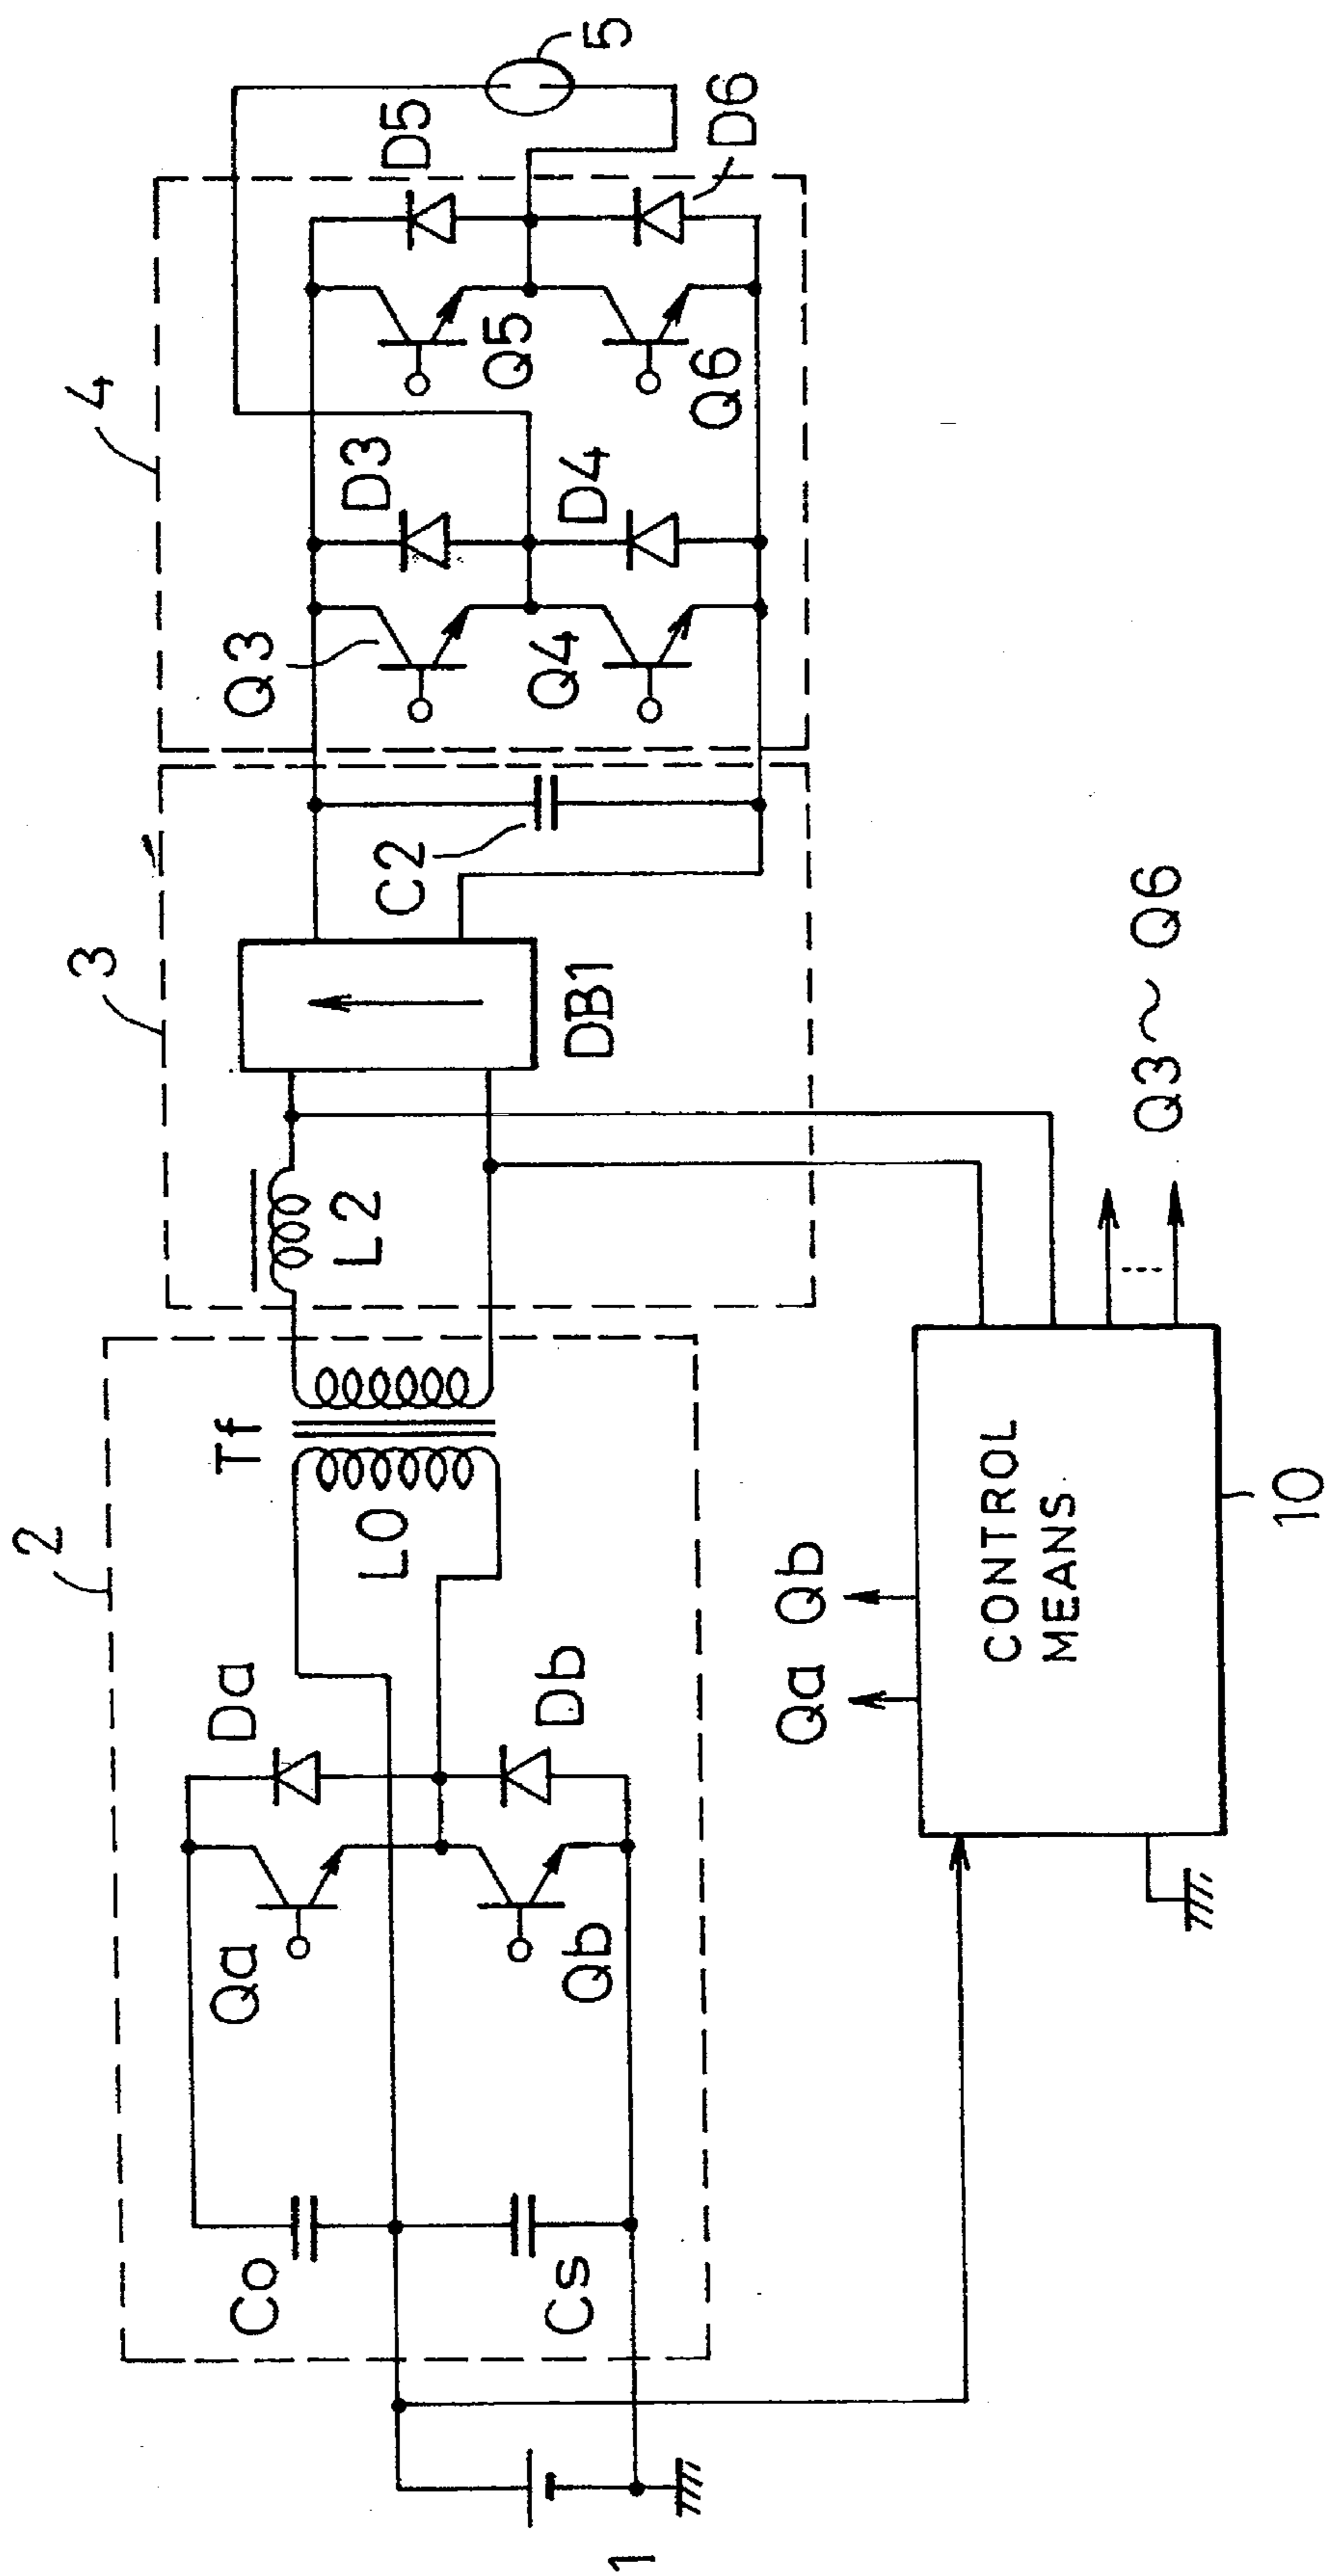 2
3
4
Tf
Qa
Da
LO
Db
Qb
Co
Cs
1
L2
DB1
C2
Q3
D3
Q4
D4
Q5
D5
Q6
D6
5
Qa Qb
Q3 ~ Q6
CONTROL
MEANS
10